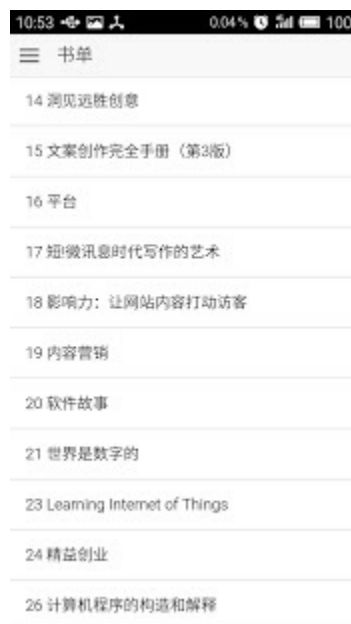 10:53 0.04% 100
书单
14 洞见远胜创意
15 文案创作完全手册（第3版）
16 平台
17 短!微讯息时代写作的艺术
18 影响力：让网站内容打动访客
19 内容营销
20 软件故事
21 世界是数字的
23 Learning Internet of Things
24 精益创业
26 计算机程序的构造和解释